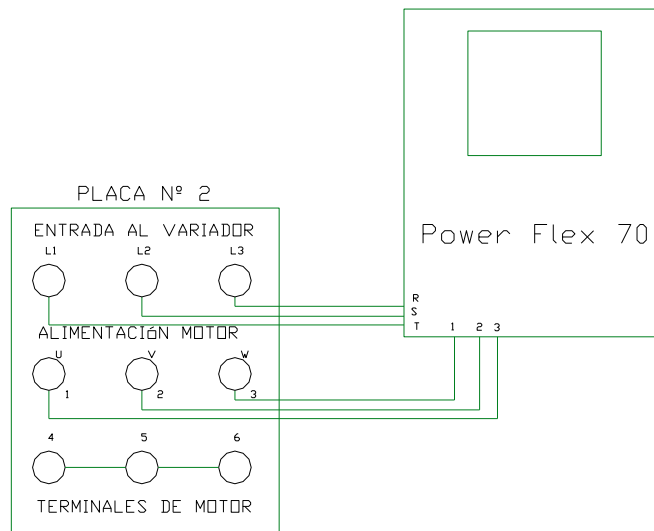 PLACA Nº 2
ENTRADA AL VARIADOR
L1 L2 L3
Power Flex 70
R
S
T
1 2 3
ALIMENTACIóN MOTOR
U V W
1 2 3
4 5 6
TERMINALES DE MOTOR